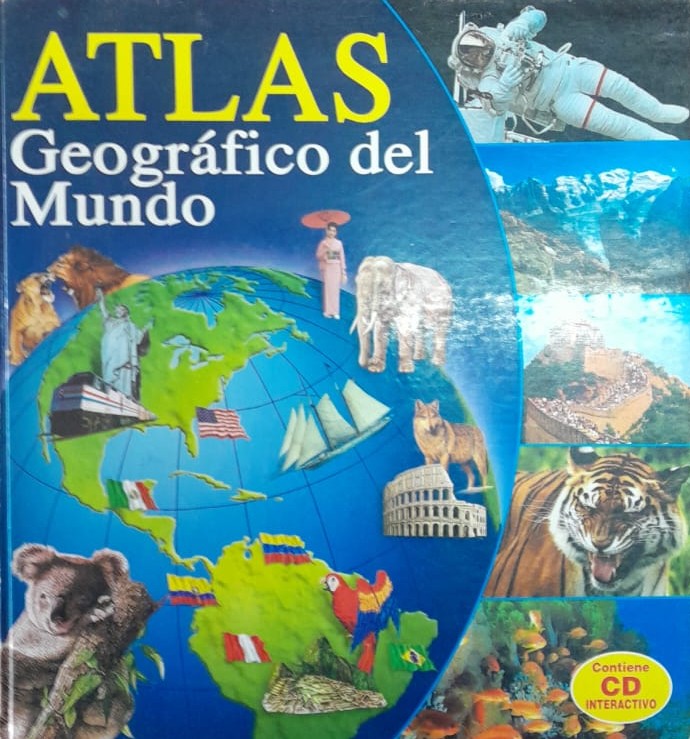 ATLAS
Geográfico del
Mundo
Contiene
CD
INTERACTIVO